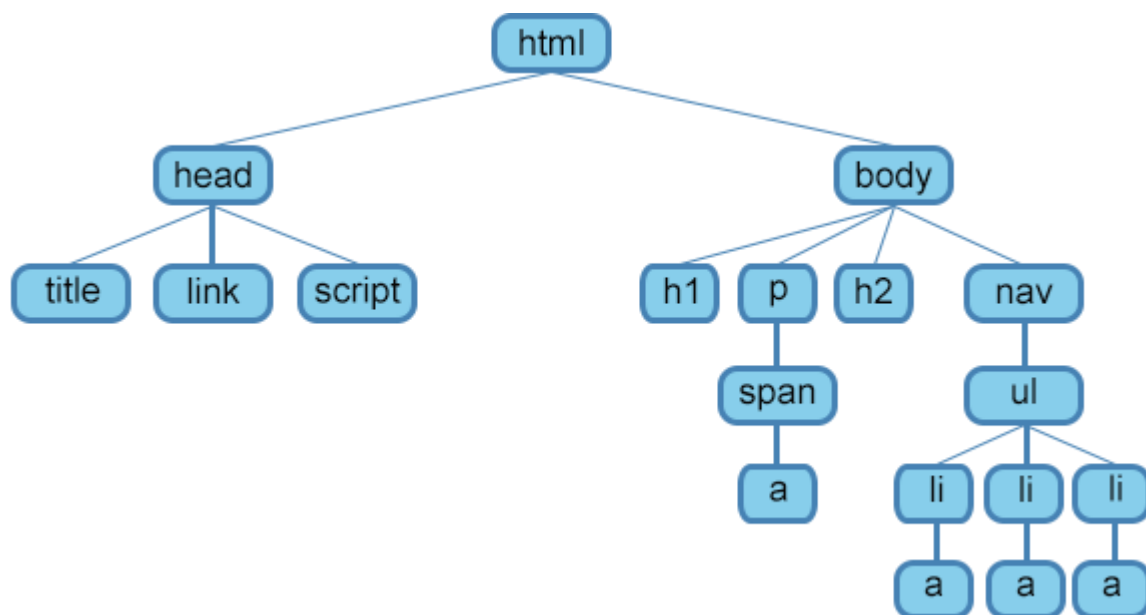 html
head body
title link script h1 p h2 nav
span ul
a li li li
a a a